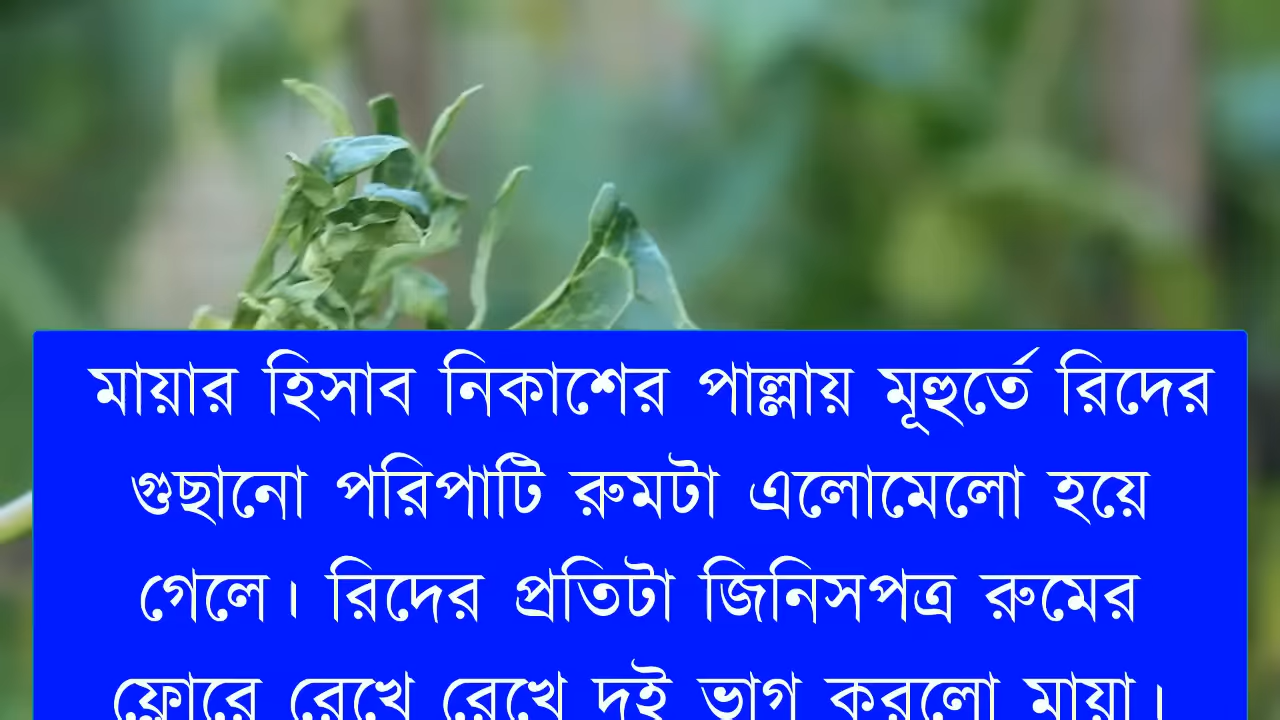 মায়ার হিসাব নিকাশের পাল্লায় মূহুর্তে রিদের
গুছানো পরিপাটি রুমটা এলোমেলো হয়ে
গেলে। রিদের প্রতিটা জিনিসপত্র রুমের
ফ্লোরে রেখে রেখে দুই ভাগ করলো মায়া।